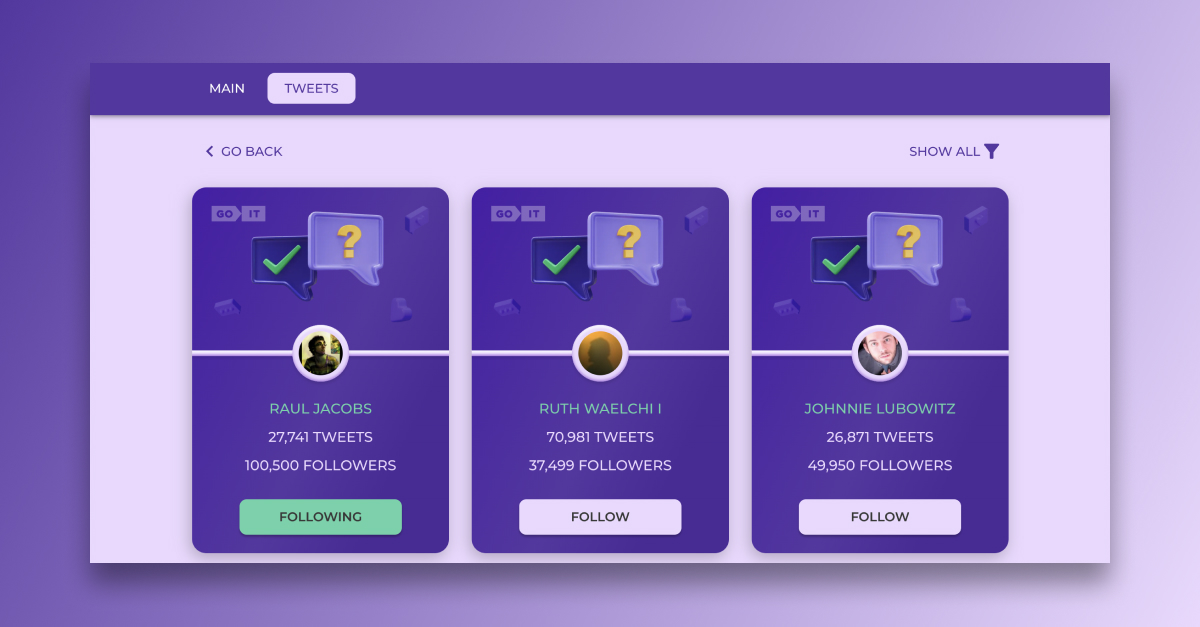 MAIN TWEETS
GO BACK SHOW ALL
GO IT GO IT GO IT
? ? ?
RAUL JACOBS
27,741 TWEETS
100,500 FOLLOWERS
FOLLOWING
RUTH WAELCHI I
70,981 TWEETS
37,499 FOLLOWERS
FOLLOW
JOHNNIE LUBOWITZ
26,871 TWEETS
49,950 FOLLOWERS
FOLLOW